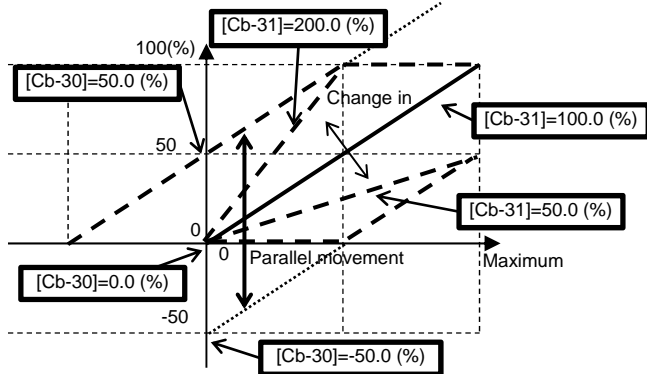 [Cb-31]=200.0 (%)
100(%)
[Cb-30]=50.0 (%)
Change in
[Cb-31]=100.0 (%)
50
[Cb-31]=50.0 (%)
0
0
Parallel movement
Maximum
[Cb-30]=0.0 (%)
-50
[Cb-30]=-50.0 (%)